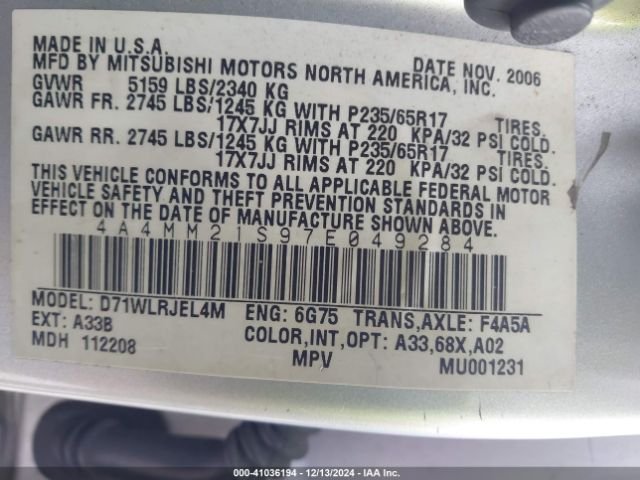 MADE IN U.S.A.
DATE NOV. 2006
MFD BY MITSUBISHI MOTORS NORTH AMERICA, INC.
GVWR 5159 LBS/2340 KG
GAWR FR. 2745 LBS/1245 KG WITH P235/65R17 TIRES.
17X7JJ RIMS AT 220 KPA/32 PSI COLD.
GAWR RR. 2745 LBS/1245 KG WITH P235/65R17 TIRES.
17X7JJ RIMS AT 220 KPA/32 PSI COLD.
THIS VEHICLE CONFORMS TO ALL APPLICABLE FEDERAL MOTOR
VEHICLE SAFETY AND THEFT PREVENTION STANDARDS IN
EFFECT ON THE DATE OF MANUFACTURE SHOWN ABOVE.
4A4MM21S97E049284
MODEL: D71WLRJEL4M ENG: 6G75 TRANS,AXLE: F4A5A
EXT: A33B COLOR,INT,OPT: A33,68X,A02
MDH 112208 MPV MU001231
© 41036194 - 12/13/2024 - IAA Inc.